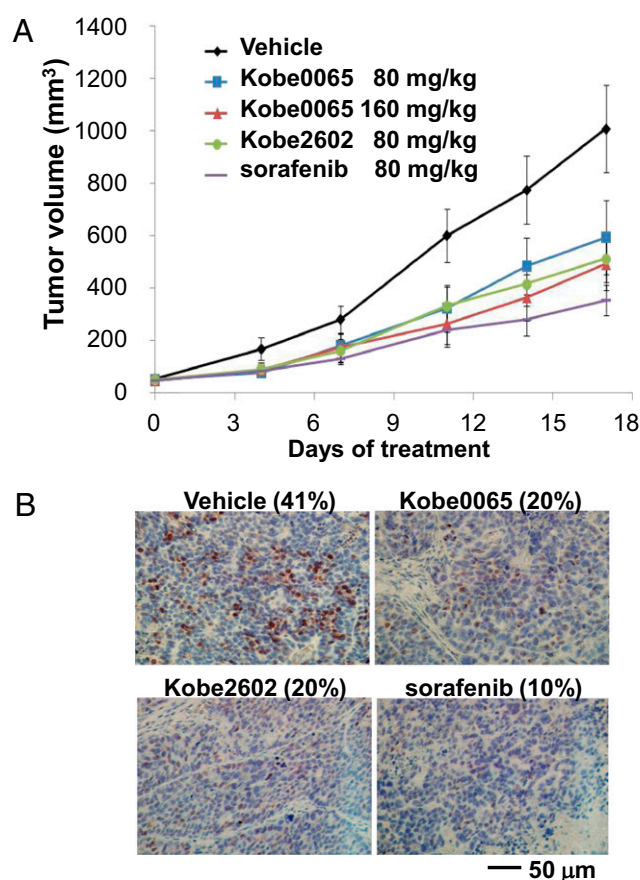 A
1400
1200
1000
800
600
400
200
0
Tumor volume (mm³)
Vehicle
Kobe0065 80 mg/kg
Kobe0065 160 mg/kg
Kobe2602 80 mg/kg
sorafenib 80 mg/kg
0 3 6 9 12 15 18
Days of treatment
B
Vehicle (41%) Kobe0065 (20%)
Kobe2602 (20%) sorafenib (10%)
50 µm